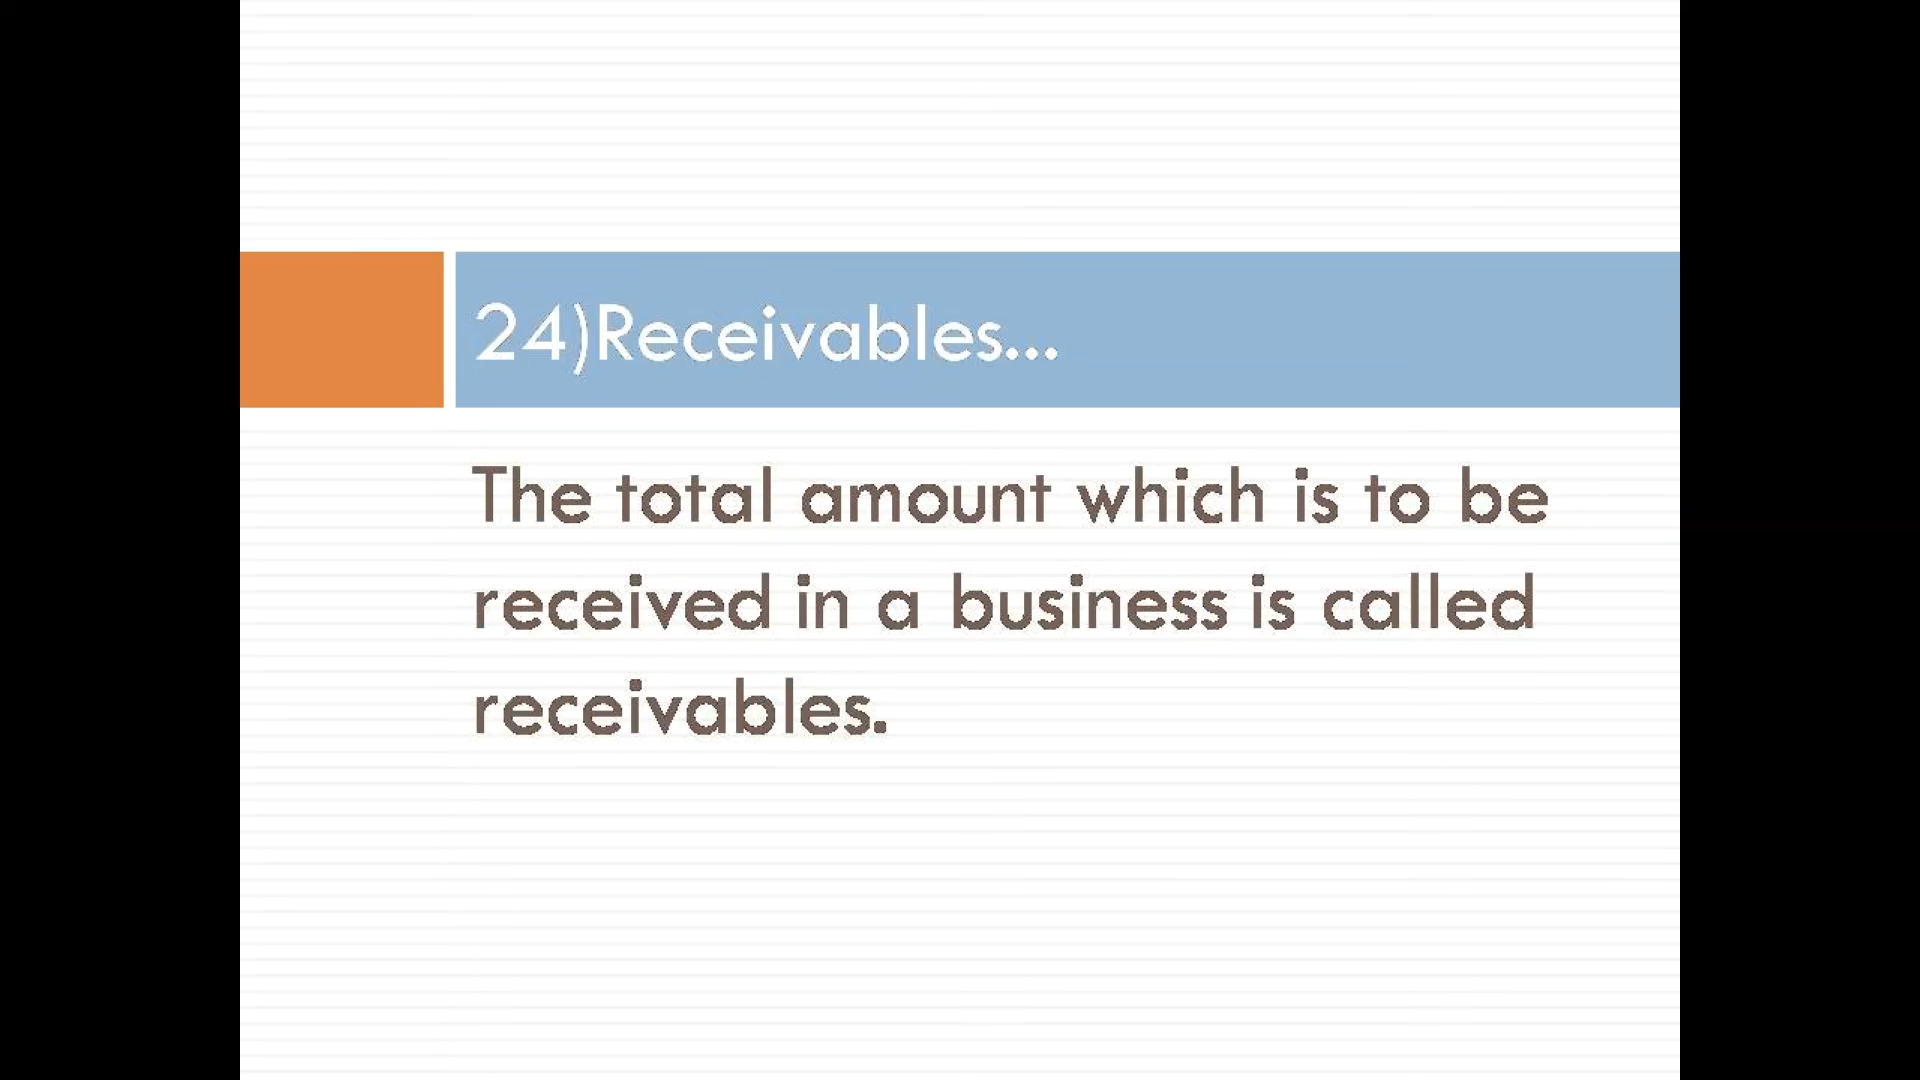 24)Receivables...
The total amount which is to be
received in a business is called
receivables.